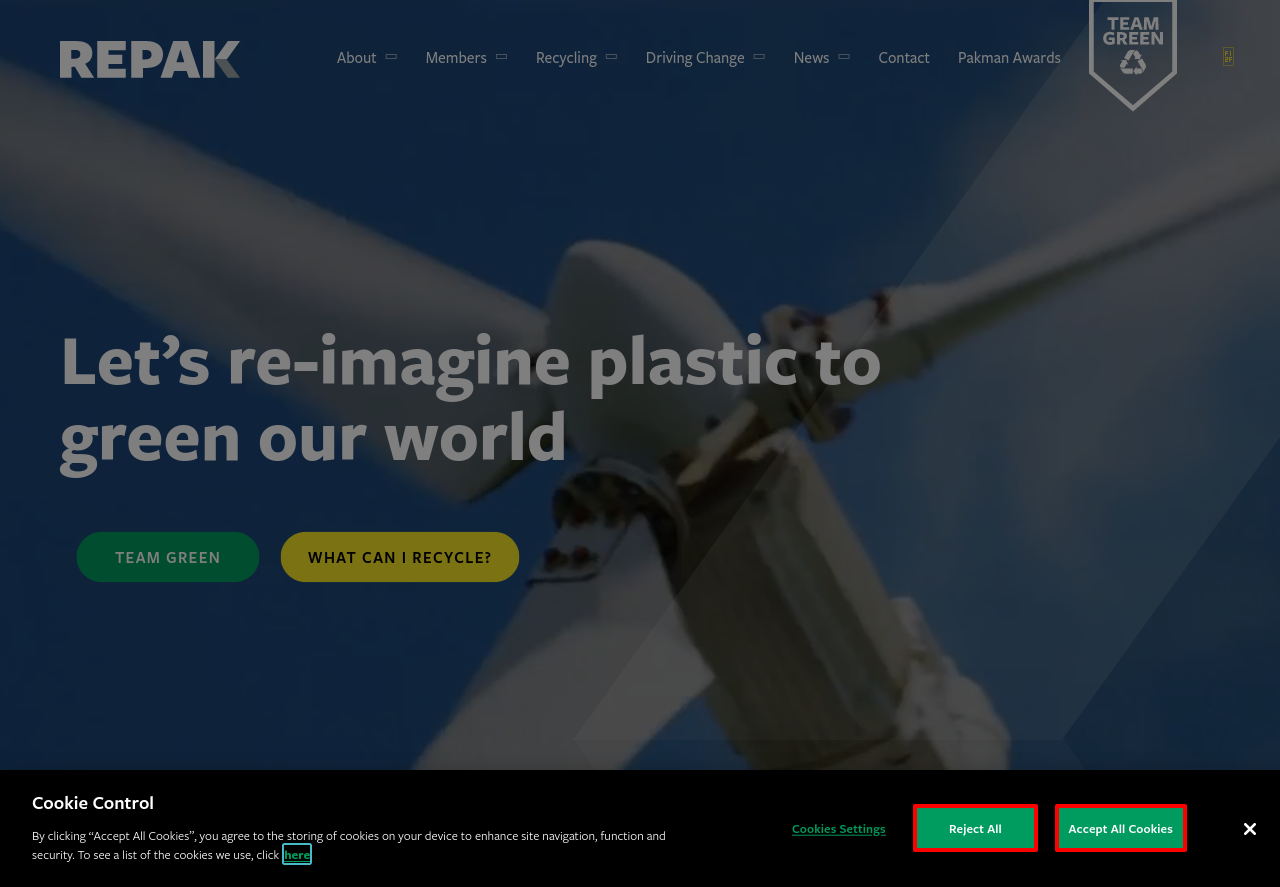 REPAK
About
Members
Recycling
Driving Change
News
Contact
Pakman Awards
TEAM
GREEN
Let’s re-imagine plastic to
green our world
TEAM GREEN
WHAT CAN I RECYCLE?
Cookie Control
By clicking “Accept All Cookies”, you agree to the storing of cookies on your device to enhance site navigation, function and
security. To see a list of the cookies we use, click here
Cookies Settings
Reject All
Accept All Cookies